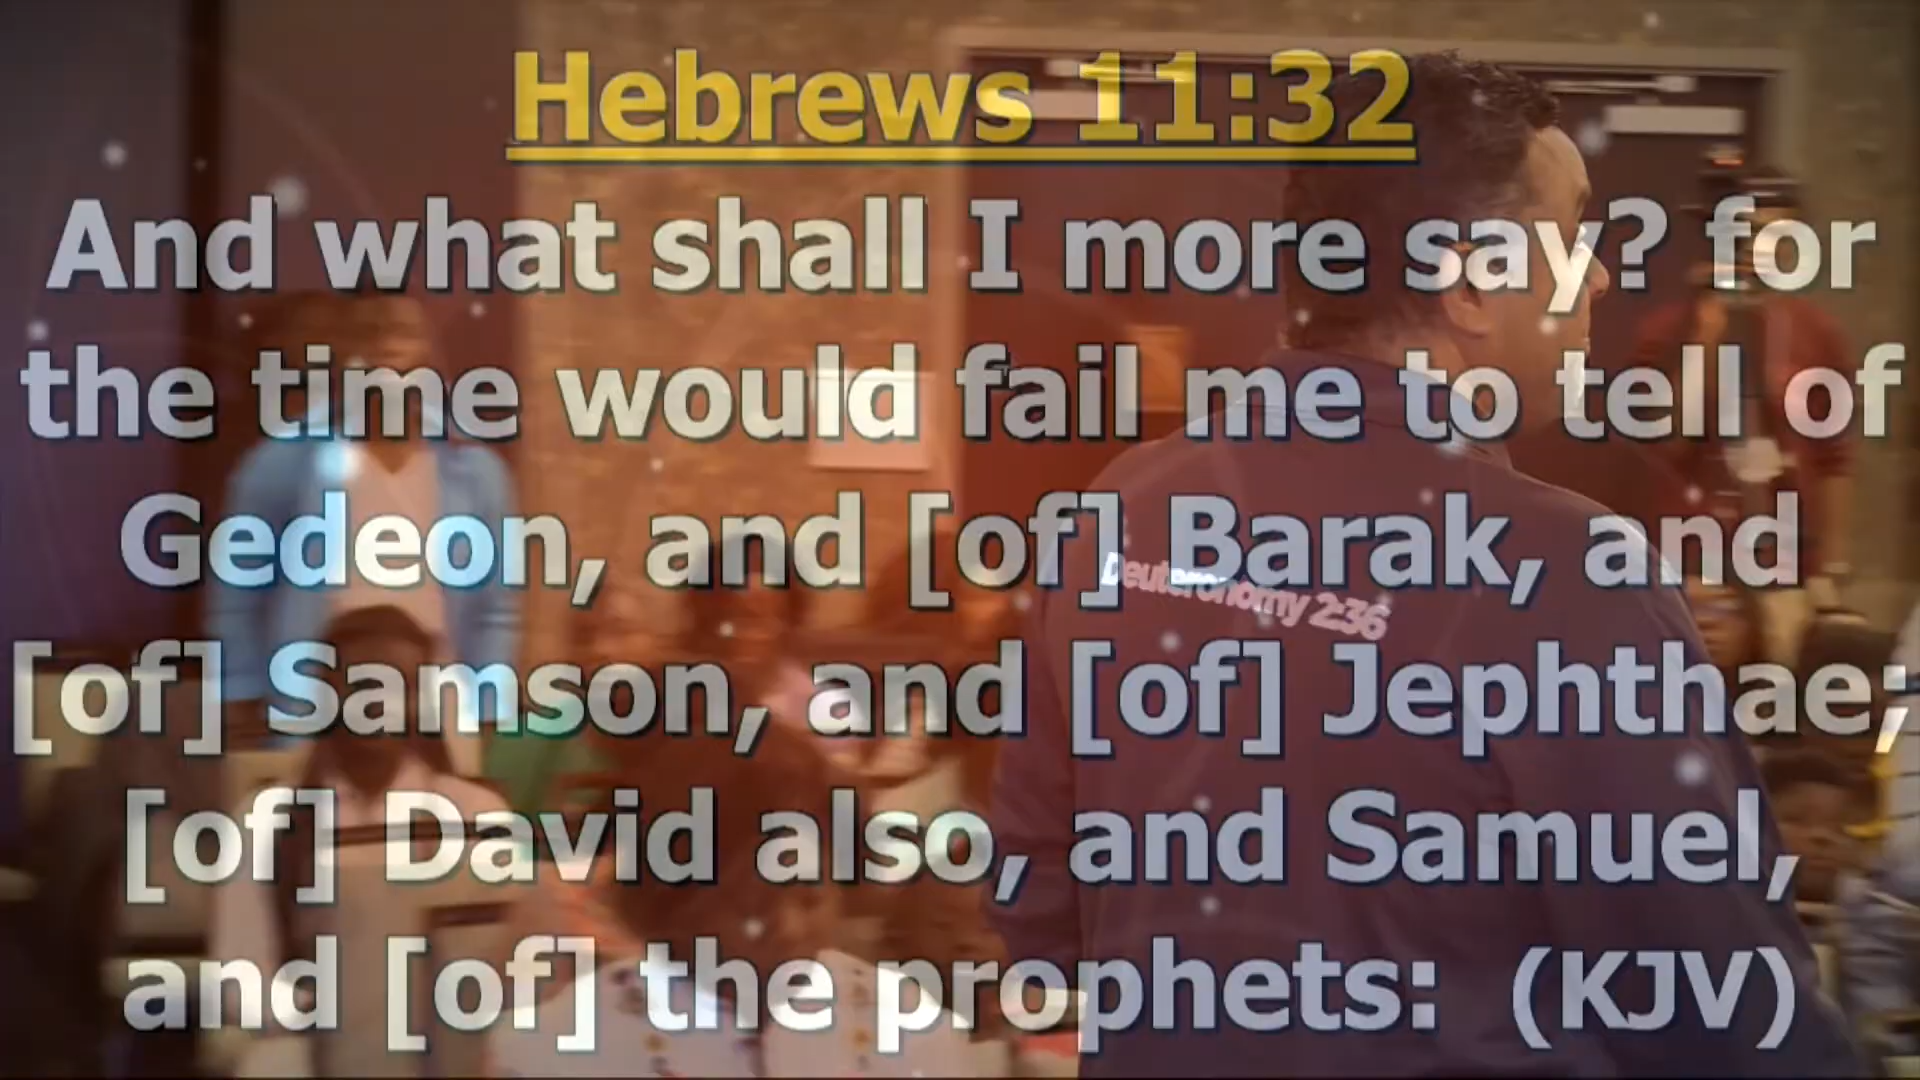 Hebrews 11:32
And what shall I more say? for
the time would fail me to tell of
Gedeon, and [of] Barak, and
[of] Samson, and [of] Jephthae;
[of] David also, and Samuel,
and [of] the prophets: (KJV)
Deuteronomy 2:36